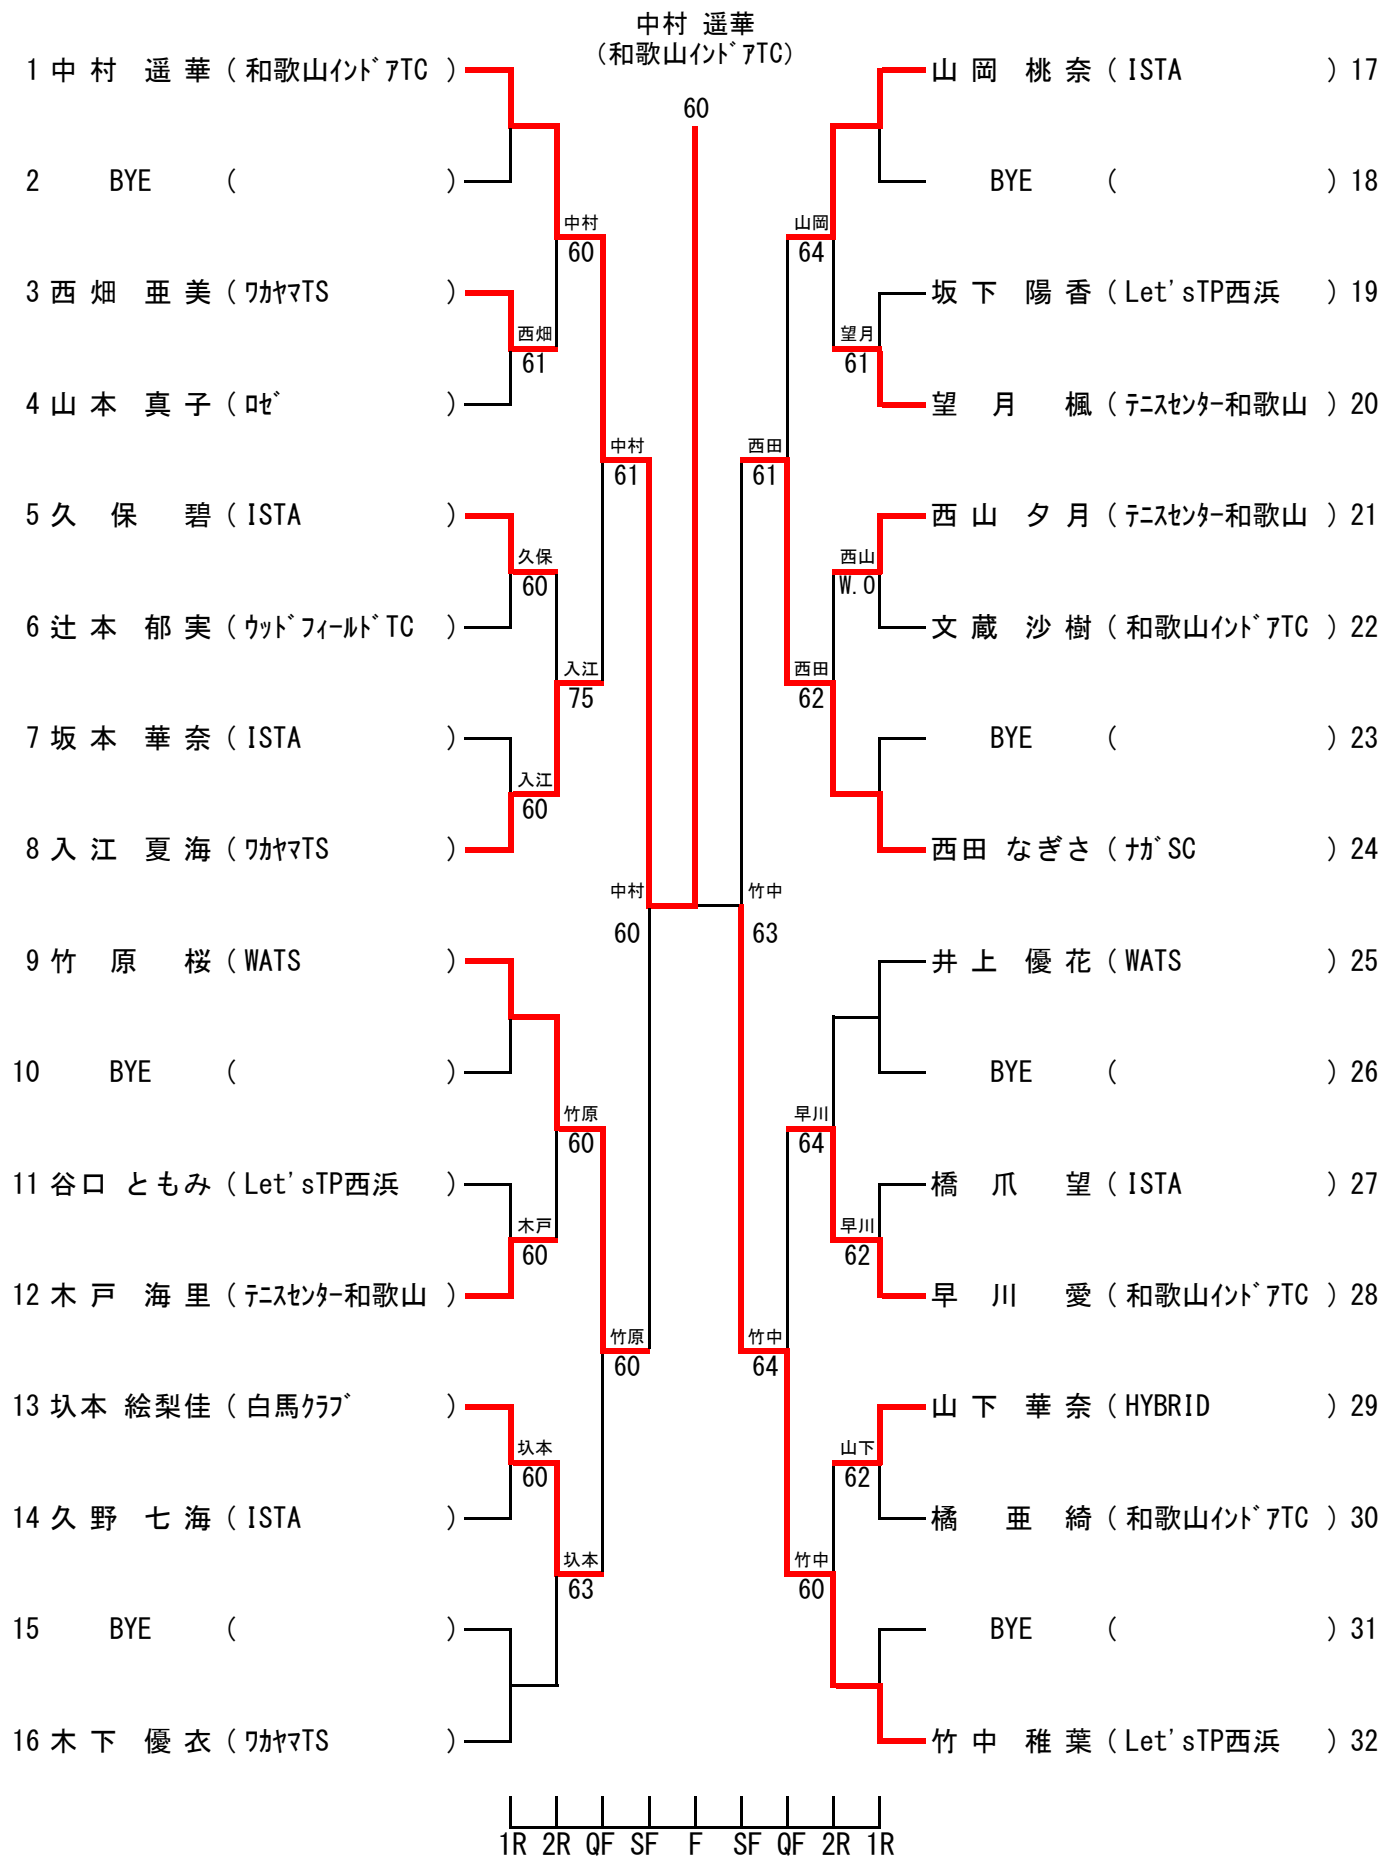 中村 遥華
(和歌山インドアTC)
60
1 中村 遥華 ( 和歌山インドアTC )
2 BYE ( )
3 西畑 亜美 ( ワカヤマTS )
4 山本 真子 ( ロゼ )
5 久保 碧 ( ISTA )
6 辻本 郁実 ( ウッドフィールドTC )
7 坂本 華奈 ( ISTA )
8 入江 夏海 ( ワカヤマTS )
9 竹原 桜 ( WATS )
10 BYE ( )
11 谷口 ともみ ( Let'sTP西浜 )
12 木戸 海里 ( テニスセンター和歌山 )
13 圦本 絵梨佳 ( 白馬クラブ )
14 久野 七海 ( ISTA )
15 BYE ( )
16 木下 優衣 ( ワカヤマTS )
西畑
61
久保
60
入江
60
木戸
60
圦本
60
中村
60
入江
75
竹原
60
圦本
63
中村
61
竹原
60
中村
60
竹中
63
西田
61
竹中
64
山岡
64
西田
62
早川
64
竹中
60
望月
61
西山
W.O
早川
62
山下
62
山岡 桃奈 ( ISTA ) 17
BYE ( ) 18
坂下 陽香 ( Let'sTP西浜 ) 19
望月 楓 ( テニスセンター和歌山 ) 20
西山 夕月 ( テニスセンター和歌山 ) 21
文蔵 沙樹 ( 和歌山インドアTC ) 22
BYE ( ) 23
西田 なぎさ ( ナガSC ) 24
井上 優花 ( WATS ) 25
BYE ( ) 26
橋爪 望 ( ISTA ) 27
早川 愛 ( 和歌山インドアTC ) 28
山下 華奈 ( HYBRID ) 29
橘 亜綺 ( 和歌山インドアTC ) 30
BYE ( ) 31
竹中 稚葉 ( Let'sTP西浜 ) 32
1R 2R QF SF F SF QF 2R 1R